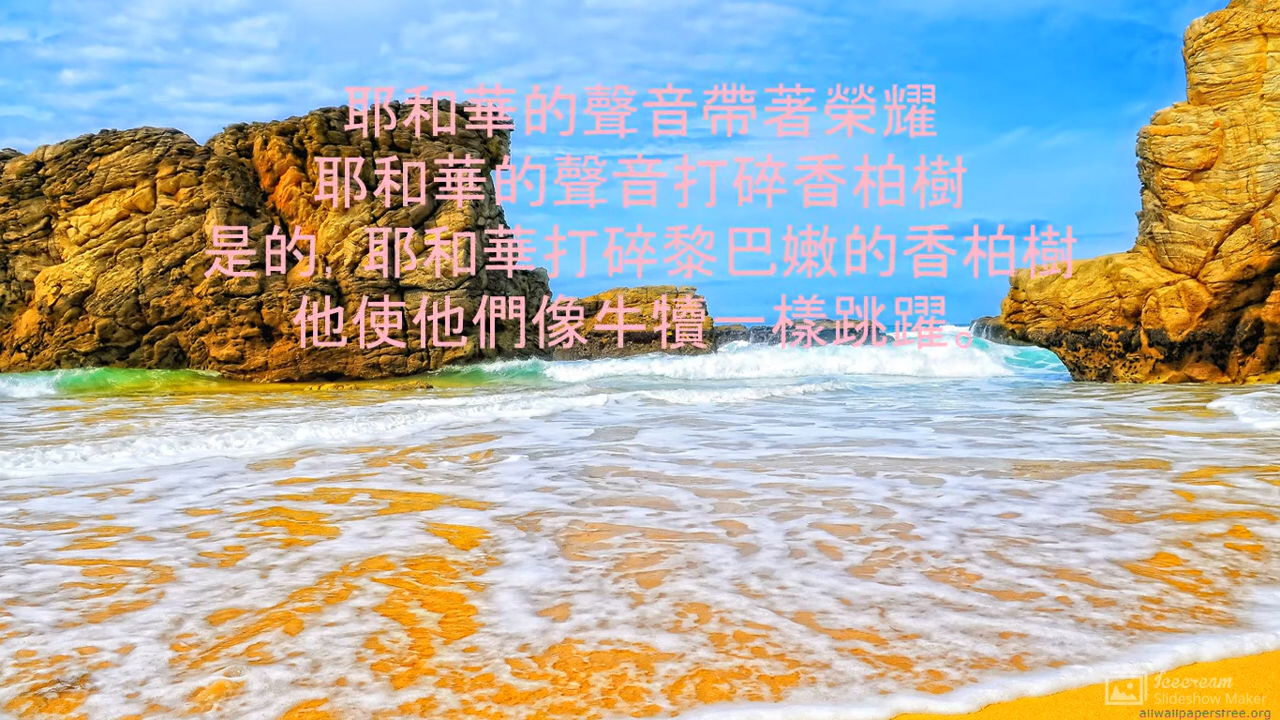 耶和華的聲音帶著榮耀
耶和華的聲音打碎香柏樹
是的, 耶和華打碎黎巴嫩的香柏樹
他使他們像牛犢一樣跳躍。
Icecream
Slideshow Maker
allwallpaperstree.org